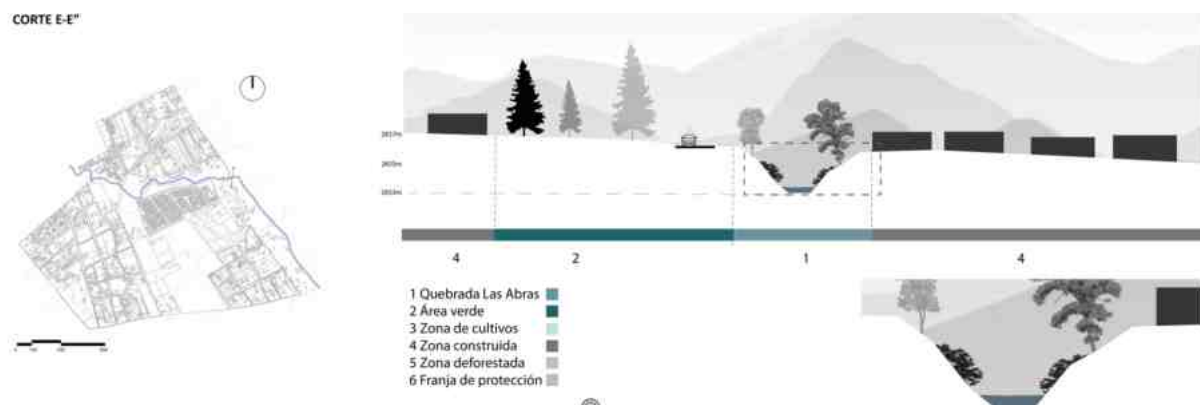 CORTE E-E"
4
2
1
4
1 Quebrada Las Abras
2 Área verde
3 Zona de cultivos
4 Zona construida
5 Zona deforestada
6 Franja de protección